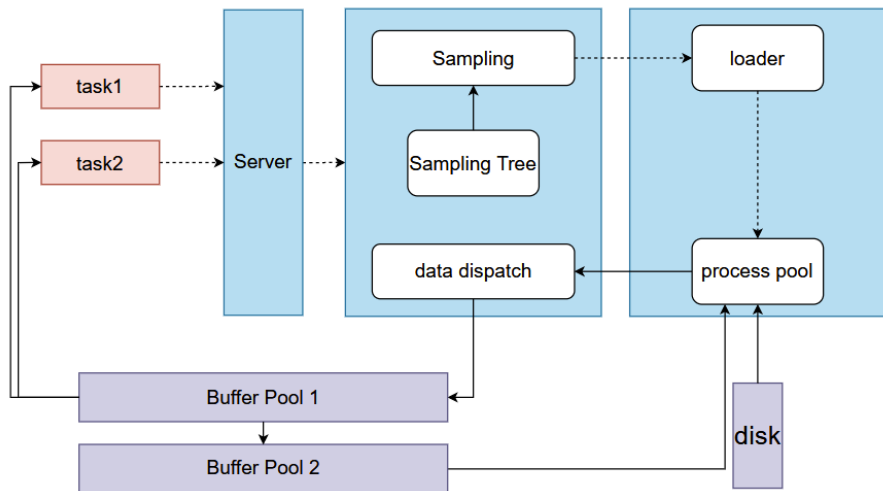 task1
task2
Server
Sampling
Sampling Tree
data dispatch
loader
process pool
Buffer Pool 1
Buffer Pool 2
disk